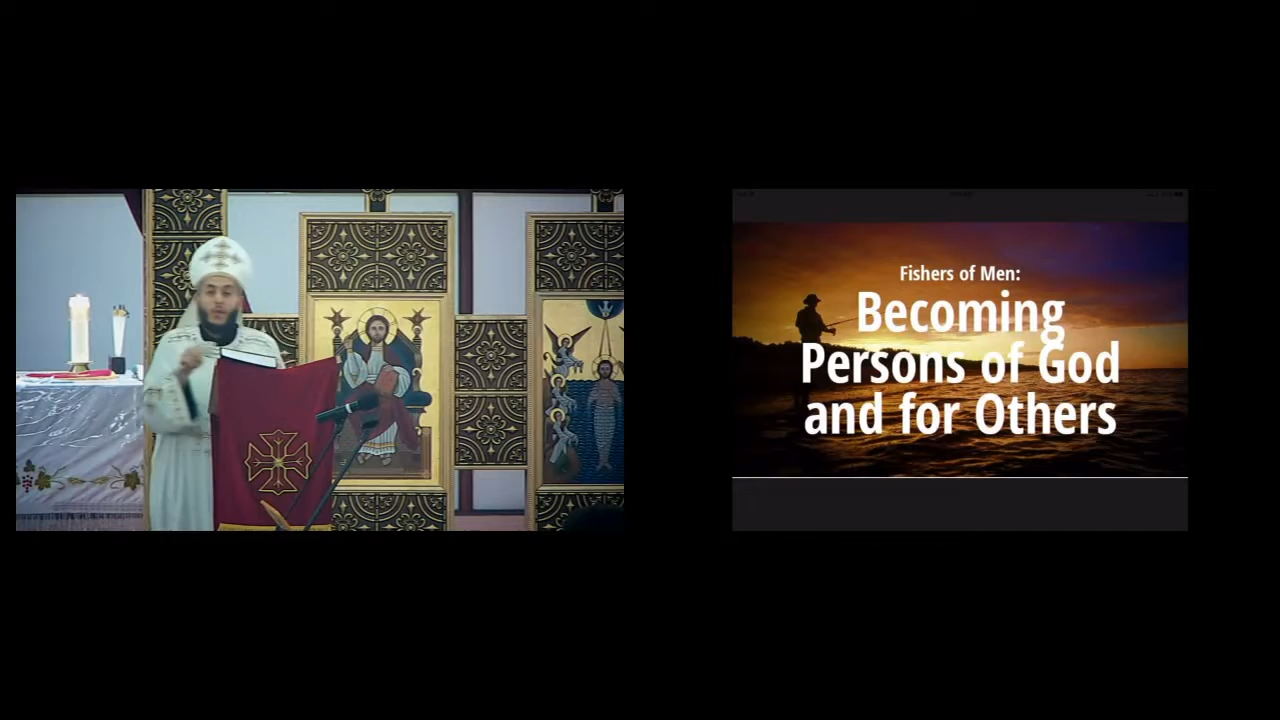 Fishers of Men:
Becoming
Persons of God
and for Others